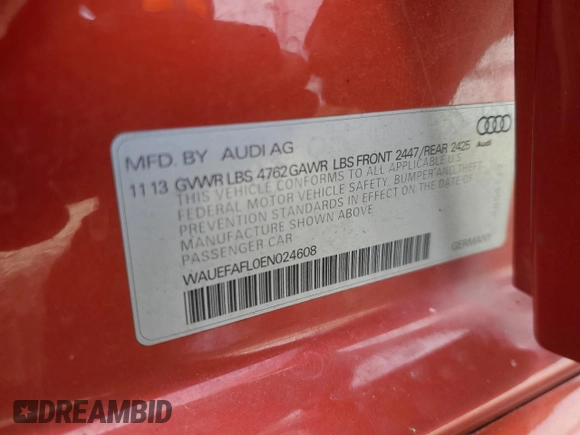 MFD. BY AUDI AG
11 13 GVWR LBS 4762 GAWR LBS FRONT 2447/REAR 2425
THIS VEHICLE CONFORMS TO ALL APPLICABLE U.S.
FEDERAL MOTOR VEHICLE SAFETY, BUMPER AND THEFT
PREVENTION STANDARDS IN EFFECT ON THE DATE OF
MANUFACTURE SHOWN ABOVE.
PASSENGER CAR
WAUEFAFL0EN024608
GERMANY
Audi
DREAMBID